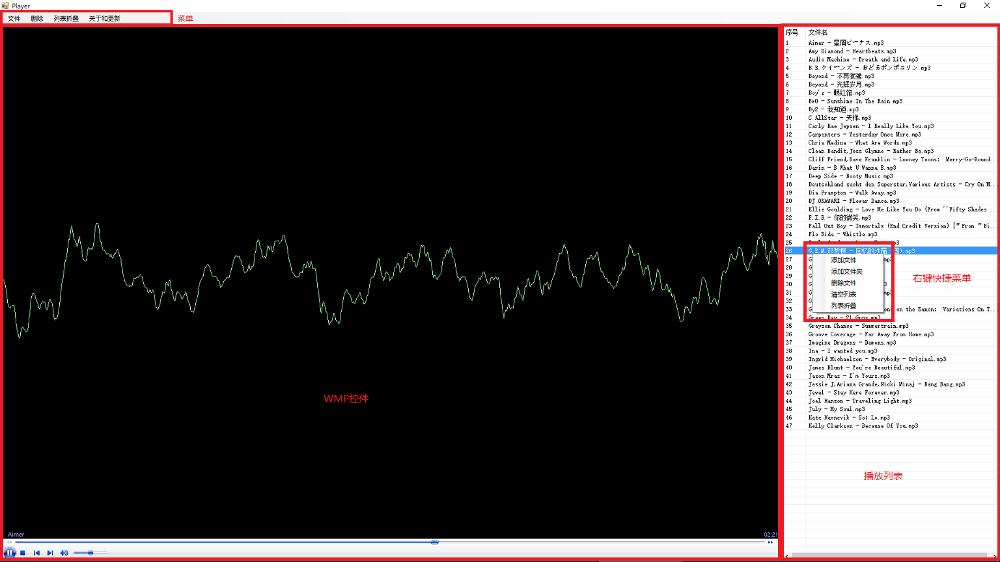 Player
文件 删除 列表折叠 关于和更新 菜单
序号 文件名
1 Aimer - 星屑ビーナス.mp3
2 Amy Diamond - Heartbeats.mp3
3 Audio Machine - Breath and Life.mp3
4 B.B.クイーンズ - おどるポンポコリン.mp3
5 Beyond - 不再犹豫.mp3
6 Beyond - 光辉岁月.mp3
7 Boy'z - 眼红馆.mp3
8 BwO - Sunshine In The Rain.mp3
9 By2 - 我知道.mp3
10 C AllStar - 天梯.mp3
11 Carly Rae Jepsen - I Really Like You.mp3
12 Carpenters - Yesterday Once More.mp3
13 Chris Medina - What Are Words.mp3
14 Clean Bandit,Jess Glynne - Rather Be.mp3
15 Cliff Friend,Dave Franklin - Looney Toons: Merry-Go-Round...
16 Darin - B What U Wanna B.mp3
17 Deep Side - Booty Music.mp3
18 Deutschland sucht den Superstar,Various Artists - Cry On M...
19 Dia Frampton - Walk Away.mp3
20 DJ OKAWARI - Flower Dance.mp3
21 Ellie Goulding - Love Me Like You Do (From ''Fifty Shades ...
22 F.I.R - 你的微笑.mp3
23 Fall Out Boy - Immortals (End Credit Version) ["From "Bi...
24 Flo Rida - Whistle.mp3
25
26 G.E.M.邓紫棋 - 回忆的沙漏 国).mp3
27 G mp3
28 G
29 G
30 G 3
31 G mp3
32 G
33 G ons on the Kanon: Variations On T...
34 Green Day - 21 Guns.mp3
添加文件
添加文件夹
删除文件
清空列表
列表折叠
右键快捷菜单
35 Greyson Chance - Summertrain.mp3
36 Groove Coverage - Far Away From Home.mp3
37 Imagine Dragons - Demons.mp3
38 Ina - I wanted you.mp3
39 Ingrid Michaelson - Everybody - Original.mp3
40 James Blunt - You're Beautiful.mp3
41 Jason Mraz - I'm Yours.mp3
42 Jessie J,Ariana Grande,Nicki Minaj - Bang Bang.mp3
43 Jewel - Stay Here Forever.mp3
44 Joel Hanson - Traveling Light.mp3
45 July - My Soul.mp3
46 Kate Havnevik - So: Lo.mp3
47 Kelly Clarkson - Because Of You.mp3
WMP控件
播放列表
Aimer 02:21